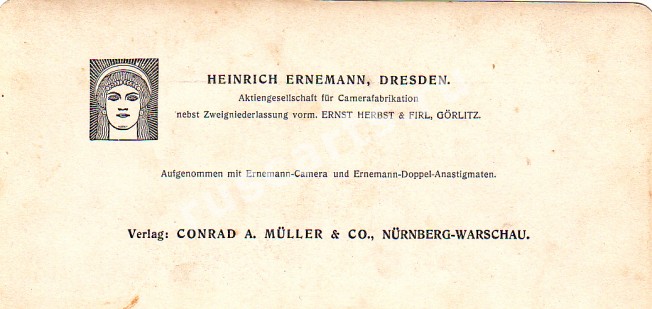 HEINRICH ERNEMANN, DRESDEN.
Aktiengesellschaft für Camerafabrikation
nebst Zweigniederlassung vorm. ERNST HERBST & FIRL, GÖRLITZ.
Aufgenommen mit Ernemann-Camera und Ernemann-Doppel-Anastigmaten.
Verlag: CONRAD A. MÜLLER & CO., NÜRNBERG-WARSCHAU.